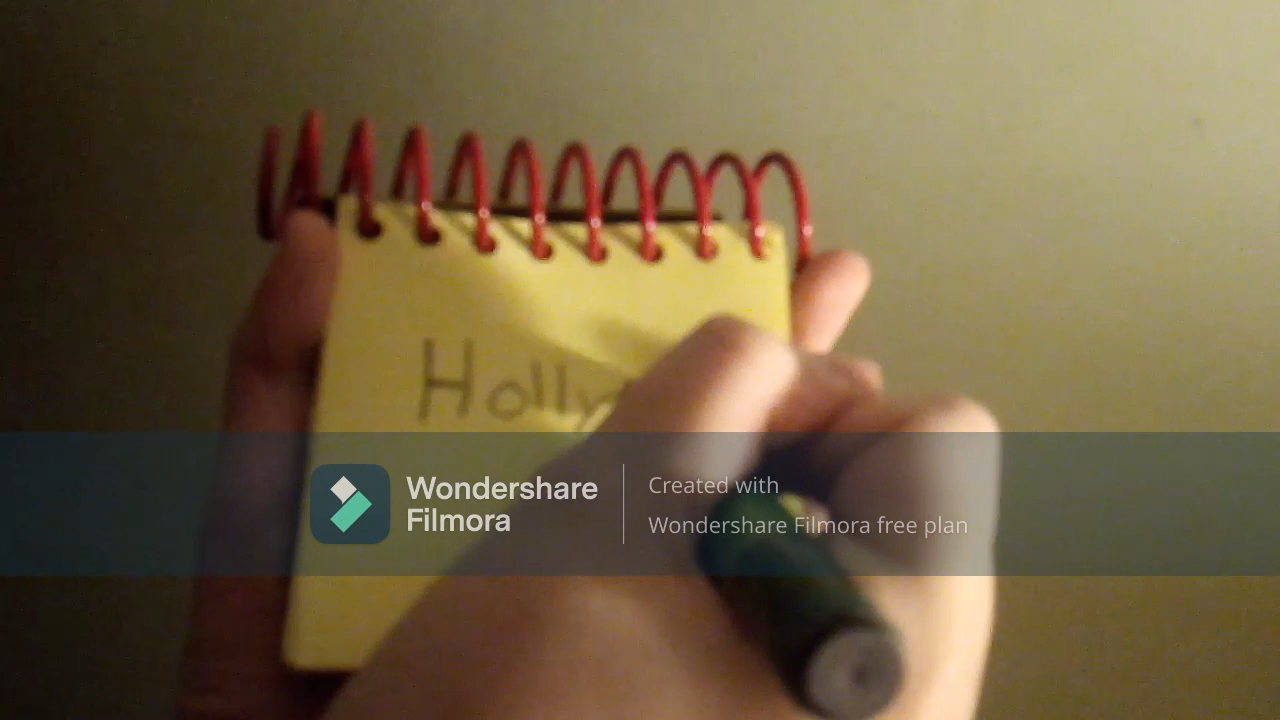 Holly
Wondershare
Filmora
Created with
Wondershare Filmora free plan